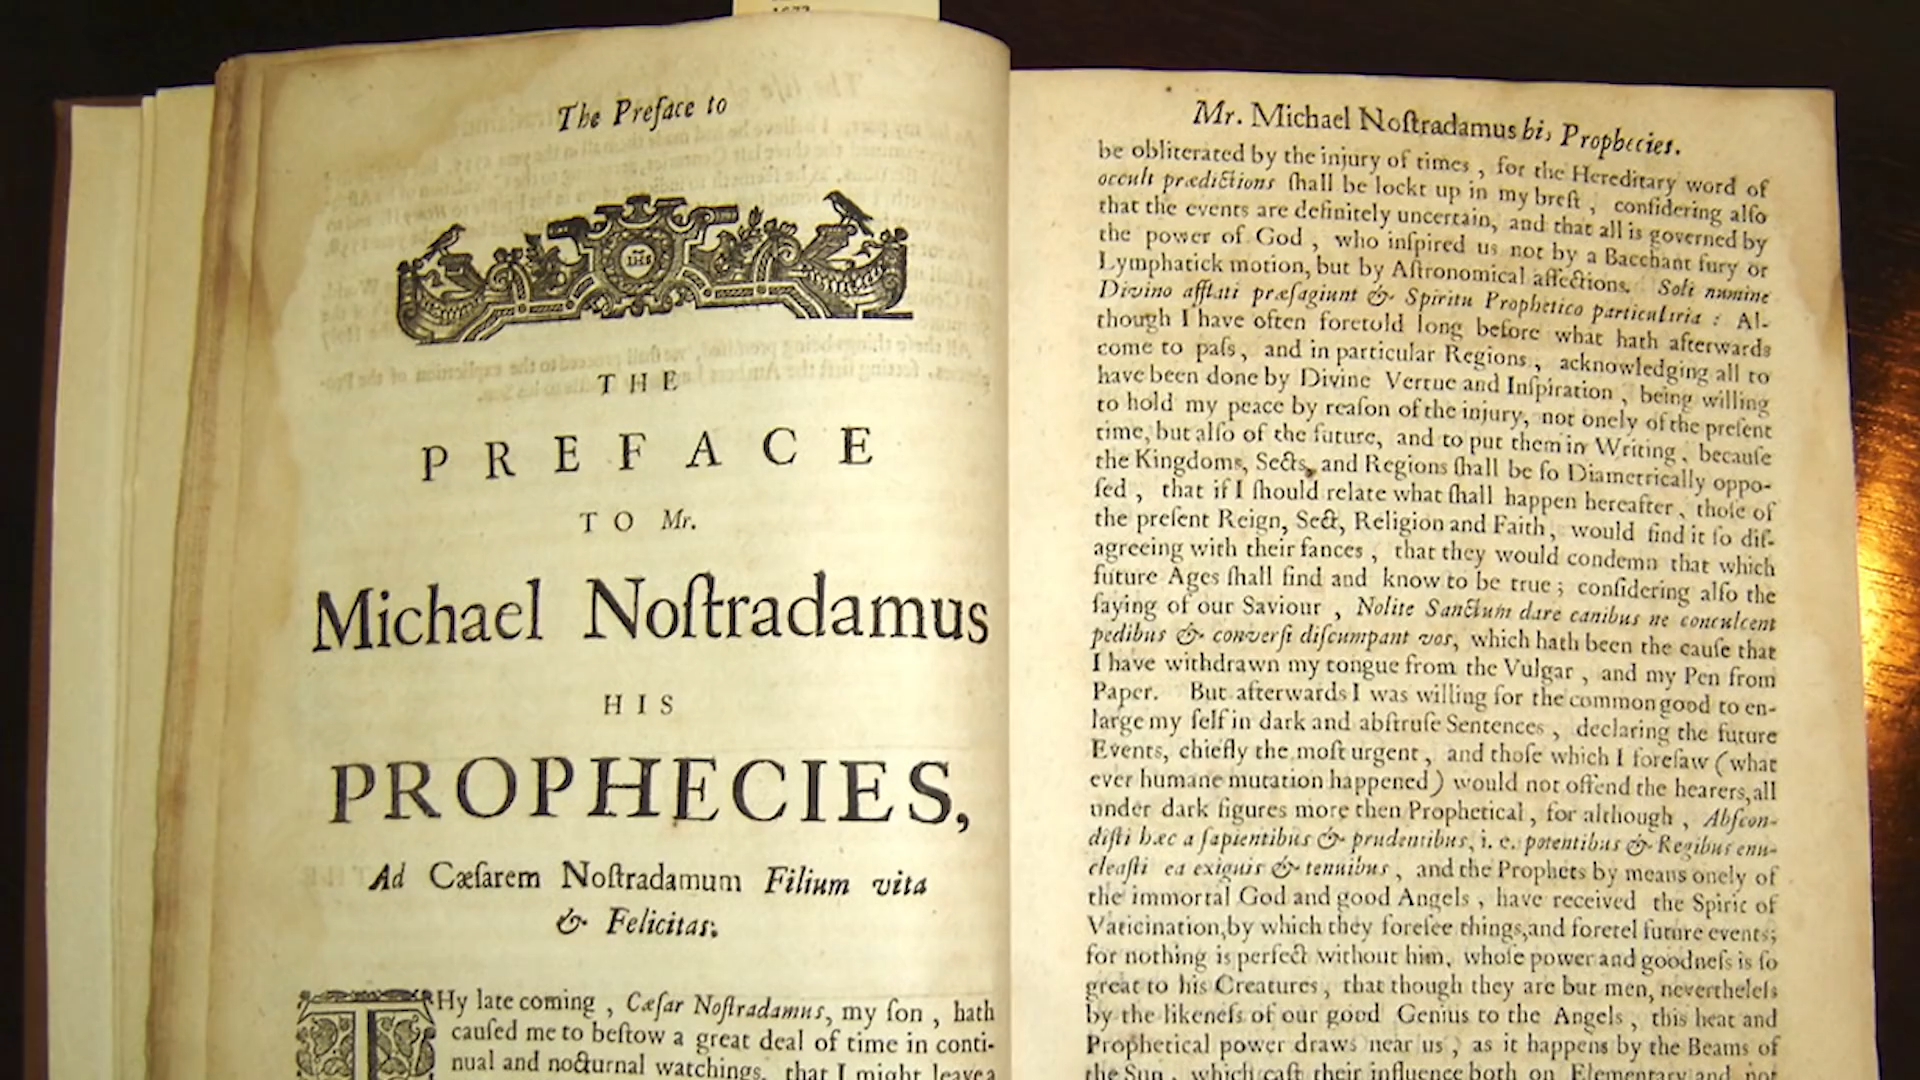 The Preface to
IHS
THE
PREFACE
TO Mr.
Michael Noſtradamus
HIS
PROPHECIES,
Ad Cæſarem Noſtradamum Filium vita
& Felicitas.
THy late coming, Cæſar Noſtradamus, my ſon, hath
cauſed me to beſtow a great deal of time in conti-
nual and nocturnal watchings, that I might leave a
Mr. Michael Noſtradamus his Prophecies.
be obliterated by the injury of times, for the Hereditary word of
occult prædictions ſhall be lockt up in my breſt, conſidering alſo
that the events are definitely uncertain, and that all is governed by
the power of God, who inſpired us not by a Bacchant fury or
Lymphatick motion, but by Aſtronomical affections. Soli numine
Divino afflati præſagiunt & Spiritu Prophetico particularia: Al-
though I have often foretold long before what hath afterwards
come to paſs, and in particular Regions, acknowledging all to
have been done by Divine Vertue and Inſpiration, being willing
to hold my peace by reaſon of the injury, not onely of the preſent
time, but alſo of the future, and to put them in Writing, becauſe
the Kingdoms, Sects, and Regions ſhall be ſo Diametrically oppo-
ſed, that if I ſhould relate what ſhall happen hereafter, thoſe of
the preſent Reign, Sect, Religion and Faith, would find it ſo diſ-
agreeing with their fances, that they would condemn that which
future Ages ſhall find and know to be true; conſidering alſo the
ſaying of our Saviour, Nolite Sanctum dare canibus ne conculcent
pedibus & converſi diſcumpant vos, which hath been the cauſe that
I have withdrawn my tongue from the Vulgar, and my Pen from
Paper. But afterwards I was willing for the common good to en-
large my ſelf in dark and abſtruſe Sentences, declaring the future
Events, chiefly the moſt urgent, and thoſe which I foreſaw (what
ever humane mutation happened) would not offend the hearers, all
under dark figures more then Prophetical, for although, Abſcon-
diſti hæc a ſapientibus & prudentibus, i. e. potentibus & Regibus enu-
cleaſti ea exiguis & tenuibus, and the Prophets by means onely of
the immortal God and good Angels, have received the Spirit of
Vaticination, by which they foreſee things, and foretel future events;
for nothing is perfect without him, whoſe power and goodneſs is ſo
great to his Creatures, that though they are but men, nevertheleſs
by the likeneſs of our good Genius to the Angels, this heat and
Prophetical power draws near us, as it happens by the Beams of
the Sun, which caſt their influence both on Elementary and not